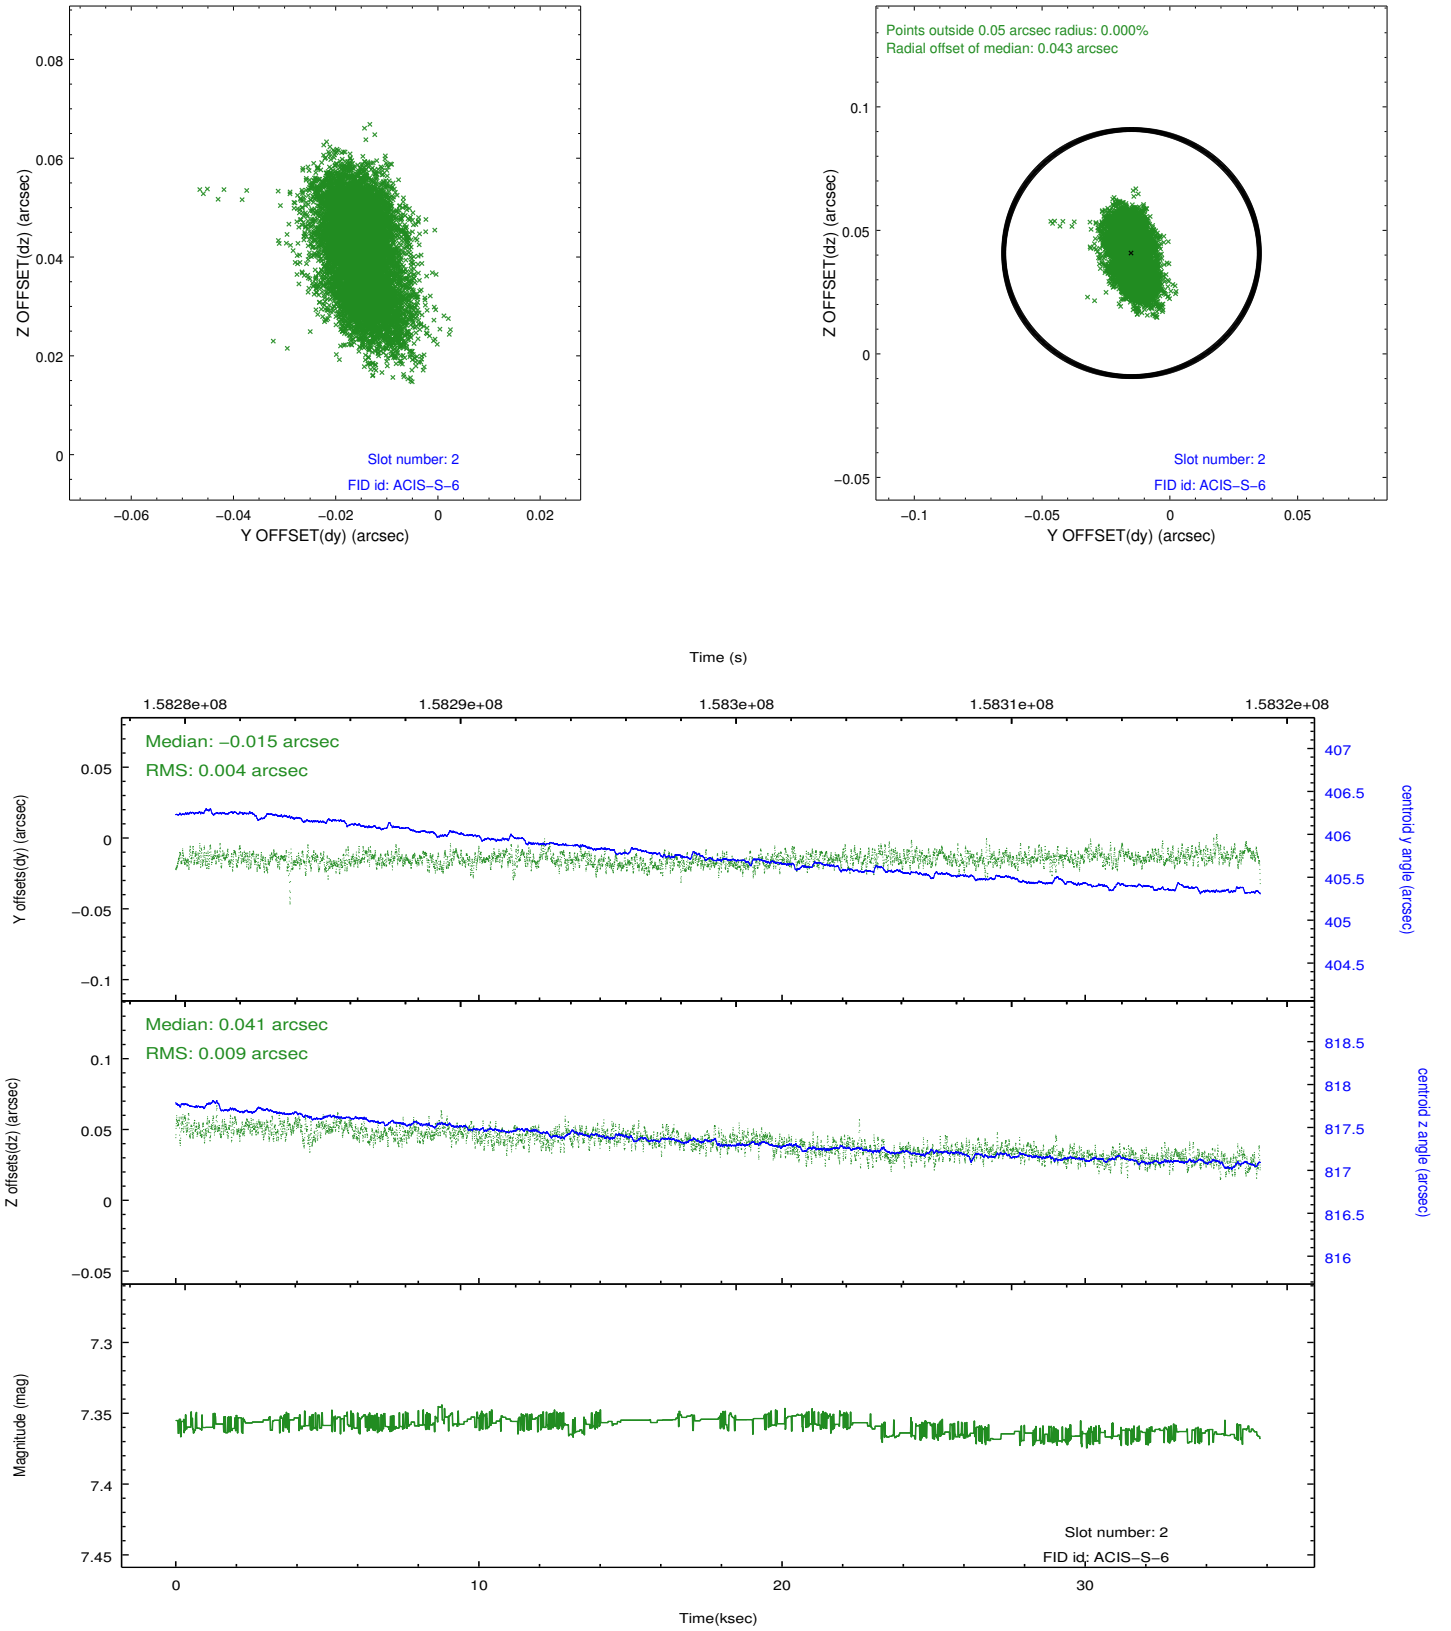 0.08
0.06
0.04
0.02
0
Z OFFSET(dz) (arcsec)
Slot number: 2
FID id: ACIS−S−6
−0.06
−0.04
−0.02
0
0.02
Y OFFSET(dy) (arcsec)
Points outside 0.05 arcsec radius: 0.000%
Radial offset of median: 0.043 arcsec
0.1
0.05
0
−0.05
Z OFFSET(dz) (arcsec)
Slot number: 2
FID id: ACIS−S−6
−0.1
−0.05
0
0.05
Y OFFSET(dy) (arcsec)
Time (s)
1.5828e+08
1.5829e+08
1.583e+08
1.5831e+08
1.5832e+08
Median: −0.015 arcsec
RMS: 0.004 arcsec
0.05
0
−0.05
−0.1
Y offsets(dy) (arcsec)
407
406.5
406
405.5
405
404.5
centroid y angle (arcsec)
Median: 0.041 arcsec
RMS: 0.009 arcsec
0.1
0.05
0
−0.05
Z offsets(dz) (arcsec)
818.5
818
817.5
817
816.5
816
centroid z angle (arcsec)
7.3
7.35
7.4
7.45
Magnitude (mag)
Slot number: 2
FID id: ACIS−S−6
0
10
20
30
Time(ksec)